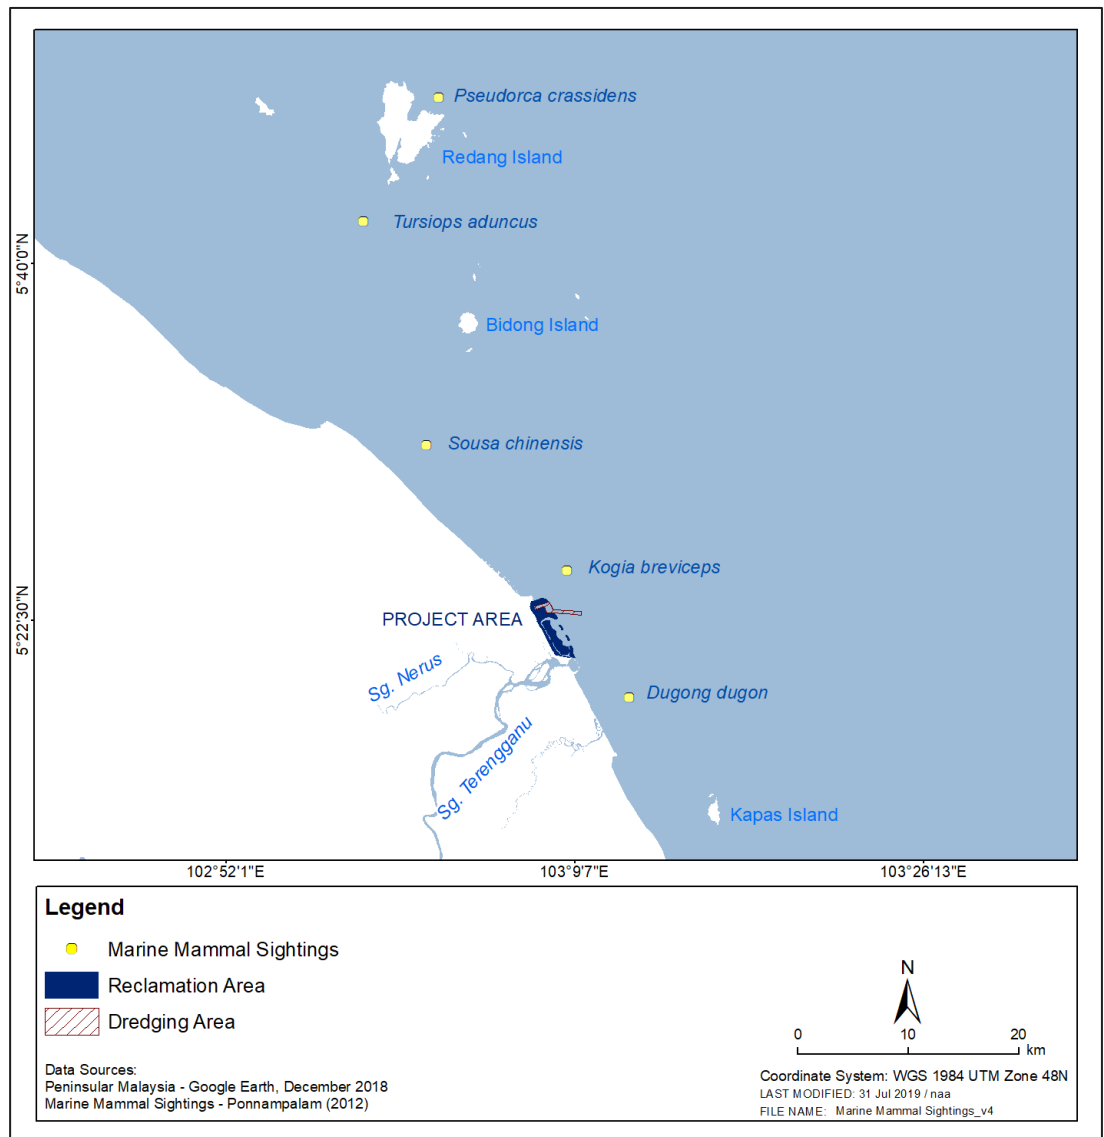 Pseudorca crassidens
Redang Island
Tursiops aduncus
5°40'0"N
Bidong Island
Sousa chinensis
Kogia breviceps
5°22'30"N
PROJECT AREA
Sg. Nerus
Dugong dugon
Sg. Terengganu
Kapas Island
102°52'1"E
103°9'7"E
103°26'13"E
Legend
Marine Mammal Sightings
Reclamation Area
Dredging Area
N
0 10 20
km
Data Sources:
Peninsular Malaysia - Google Earth, December 2018
Marine Mammal Sightings - Ponnampalam (2012)
Coordinate System: WGS 1984 UTM Zone 48N
LAST MODIFIED: 31 Jul 2019 / naa
FILE NAME: Marine Mammal Sightings_v4